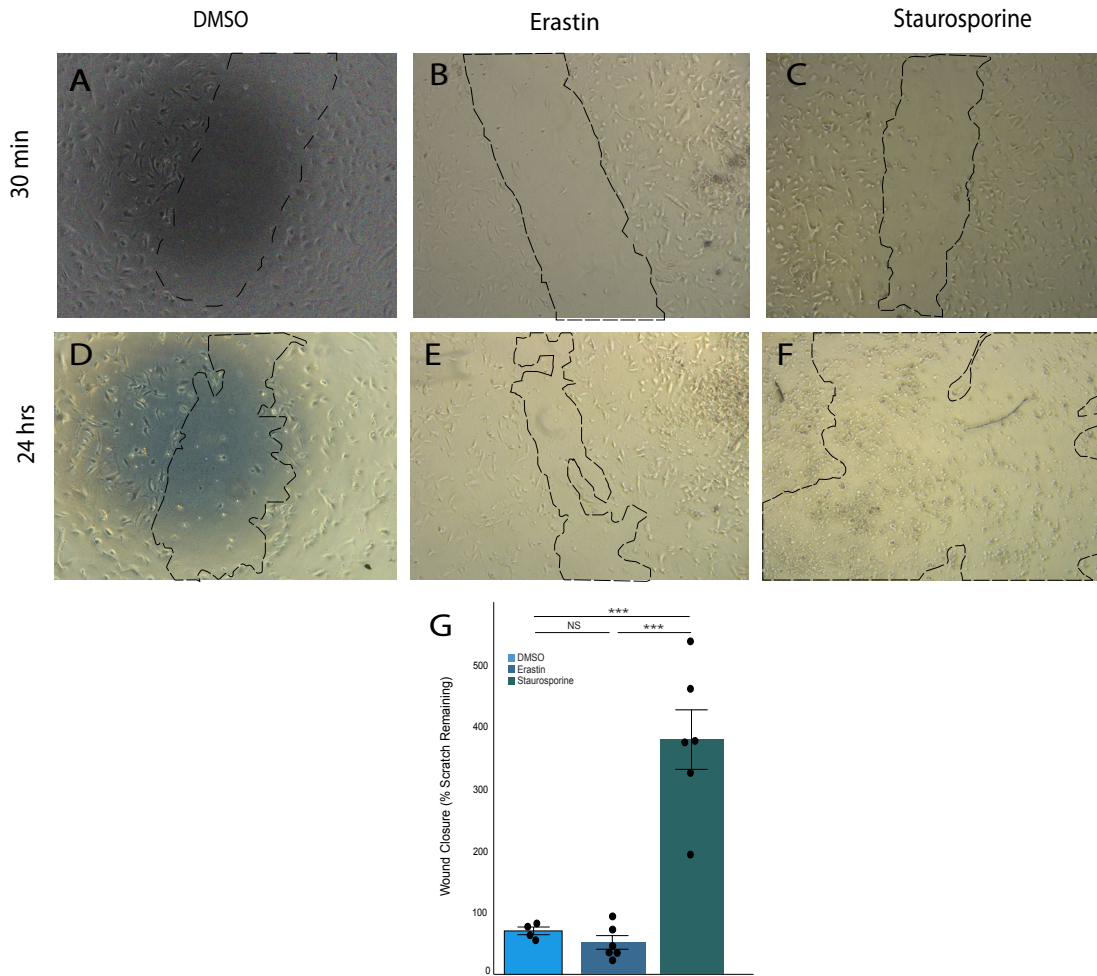 DMSO Erastin Staurosporine
30 min
A B C
24 hrs
D E F
G
***
NS ***
DMSO
Erastin
Staurosporine
Wound Closure (% Scratch Remaining)
500
400
300
200
100
0